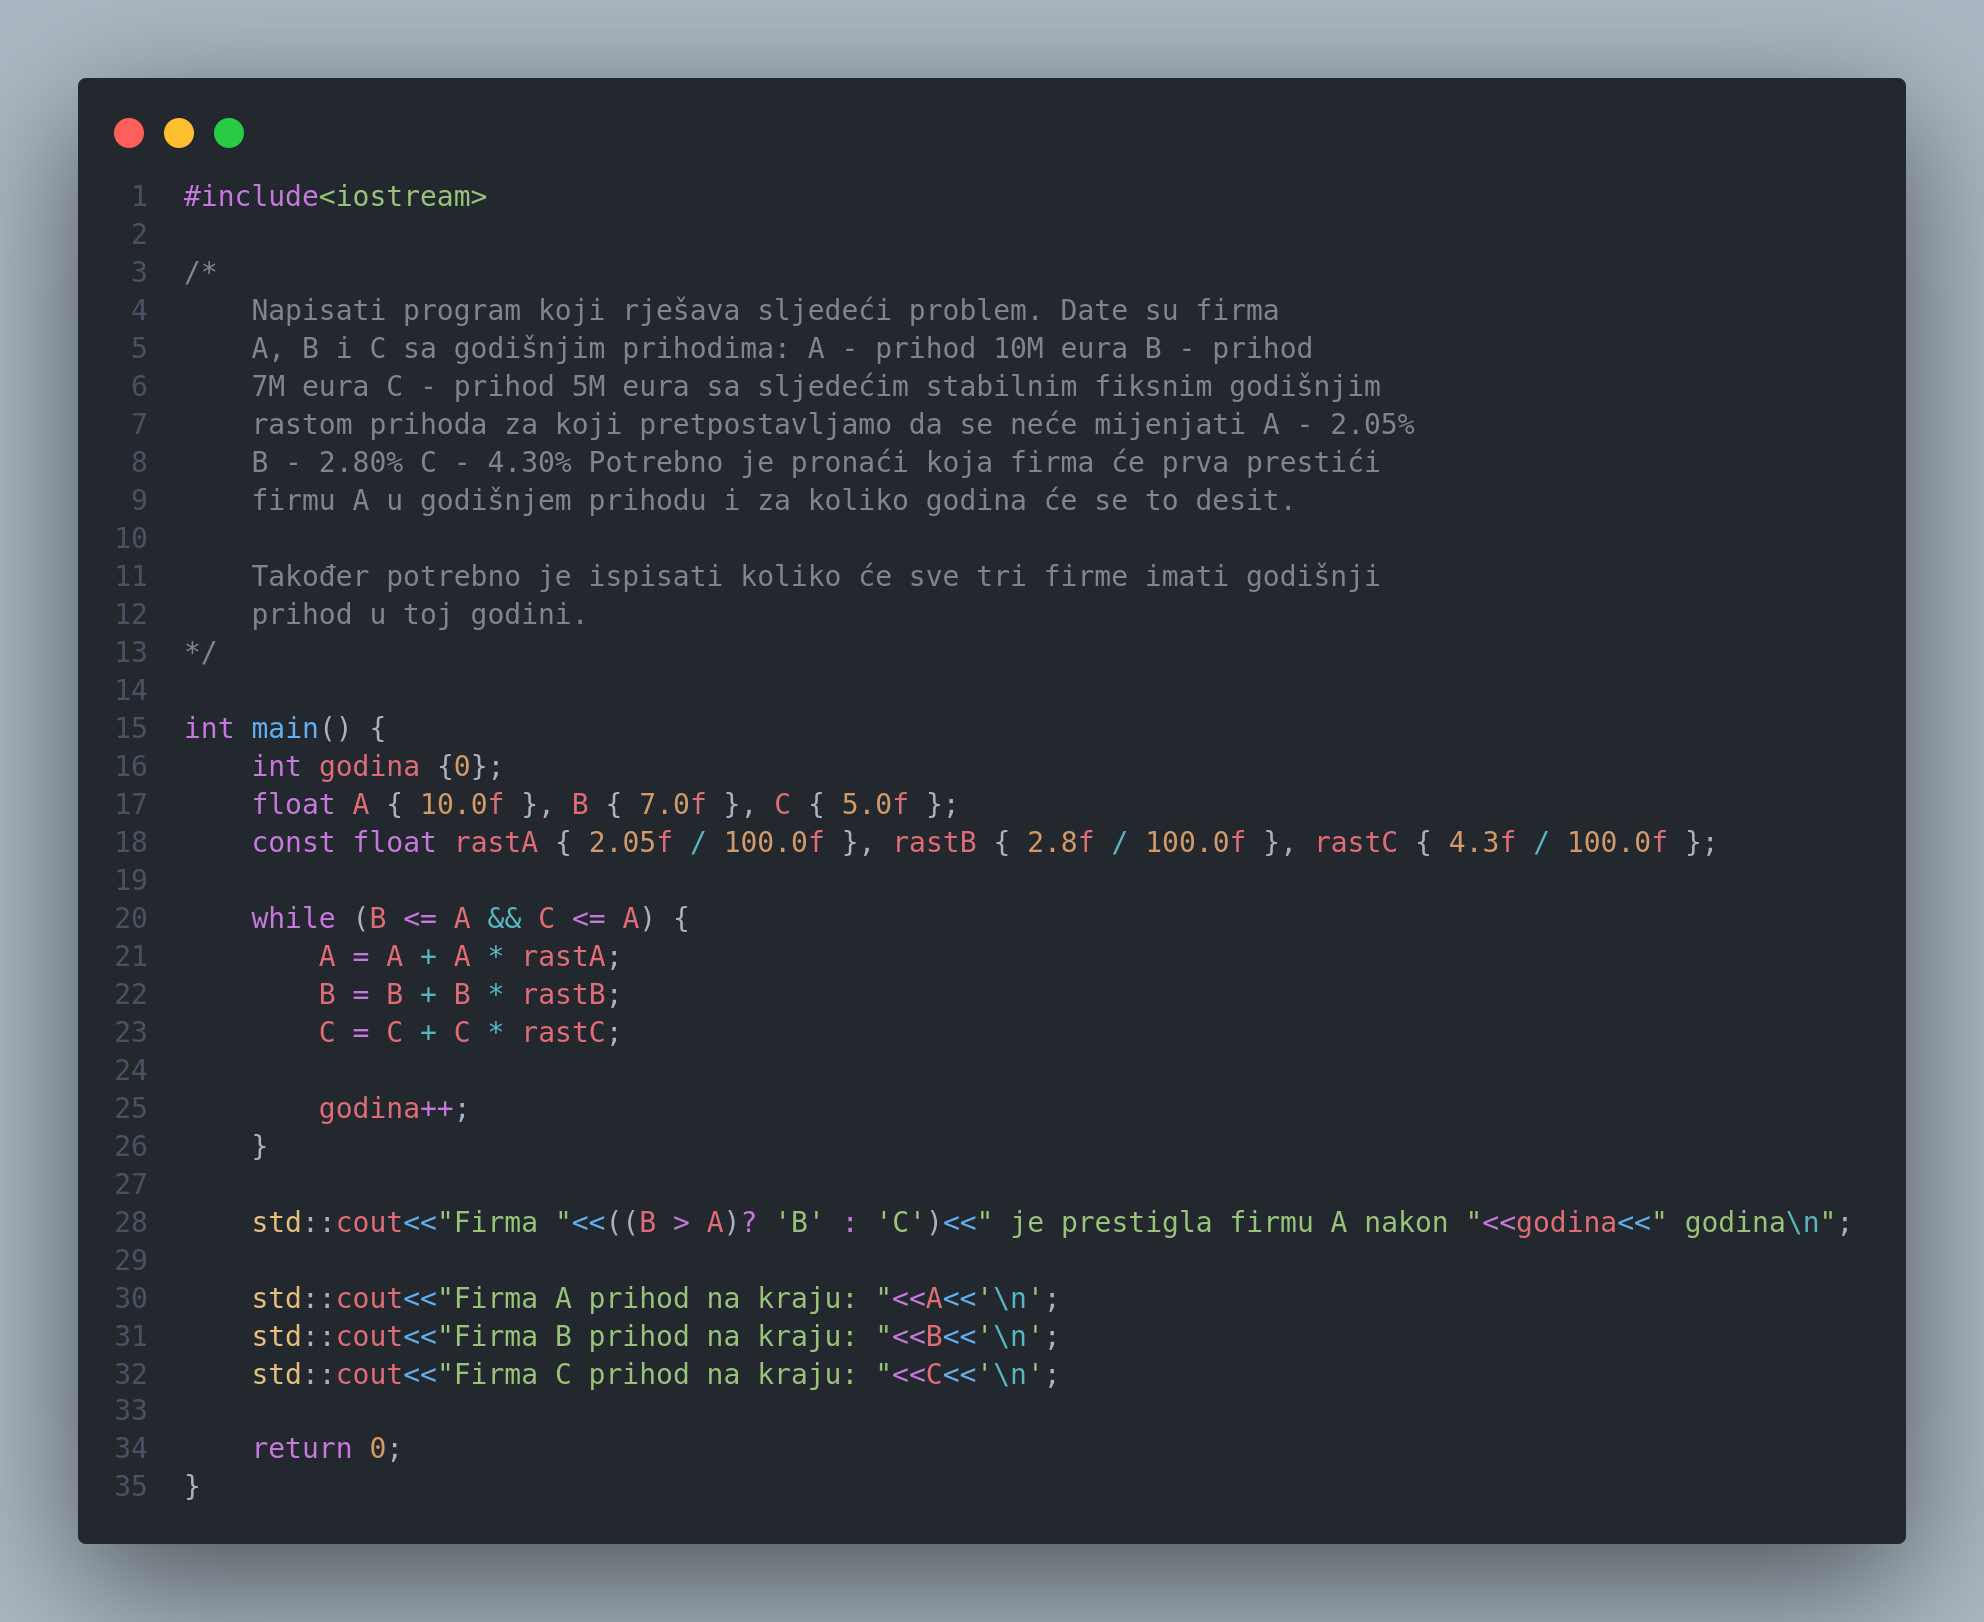 1 #include<iostream>
2
3 /*
4     Napisati program koji rješava sljedeći problem. Date su firma
5     A, B i C sa godišnjim prihodima: A - prihod 10M eura B - prihod
6     7M eura C - prihod 5M eura sa sljedećim stabilnim fiksnim godišnjim
7     rastom prihoda za koji pretpostavljamo da se neće mijenjati A - 2.05%
8     B - 2.80% C - 4.30% Potrebno je pronaći koja firma će prva prestići
9     firmu A u godišnjem prihodu i za koliko godina će se to desit.
10
11     Također potrebno je ispisati koliko će sve tri firme imati godišnji
12     prihod u toj godini.
13 */
14
15 int main() {
16     int godina {0};
17     float A { 10.0f }, B { 7.0f }, C { 5.0f };
18     const float rastA { 2.05f / 100.0f }, rastB { 2.8f / 100.0f }, rastC { 4.3f / 100.0f };
19
20     while (B <= A && C <= A) {
21         A = A + A * rastA;
22         B = B + B * rastB;
23         C = C + C * rastC;
24
25         godina++;
26     }
27
28     std::cout<<"Firma "<<((B > A)? 'B' : 'C')<<" je prestigla firmu A nakon "<<godina<<" godina\n";
29
30     std::cout<<"Firma A prihod na kraju: "<<A<<'\n';
31     std::cout<<"Firma B prihod na kraju: "<<B<<'\n';
32     std::cout<<"Firma C prihod na kraju: "<<C<<'\n';
33
34     return 0;
35 }